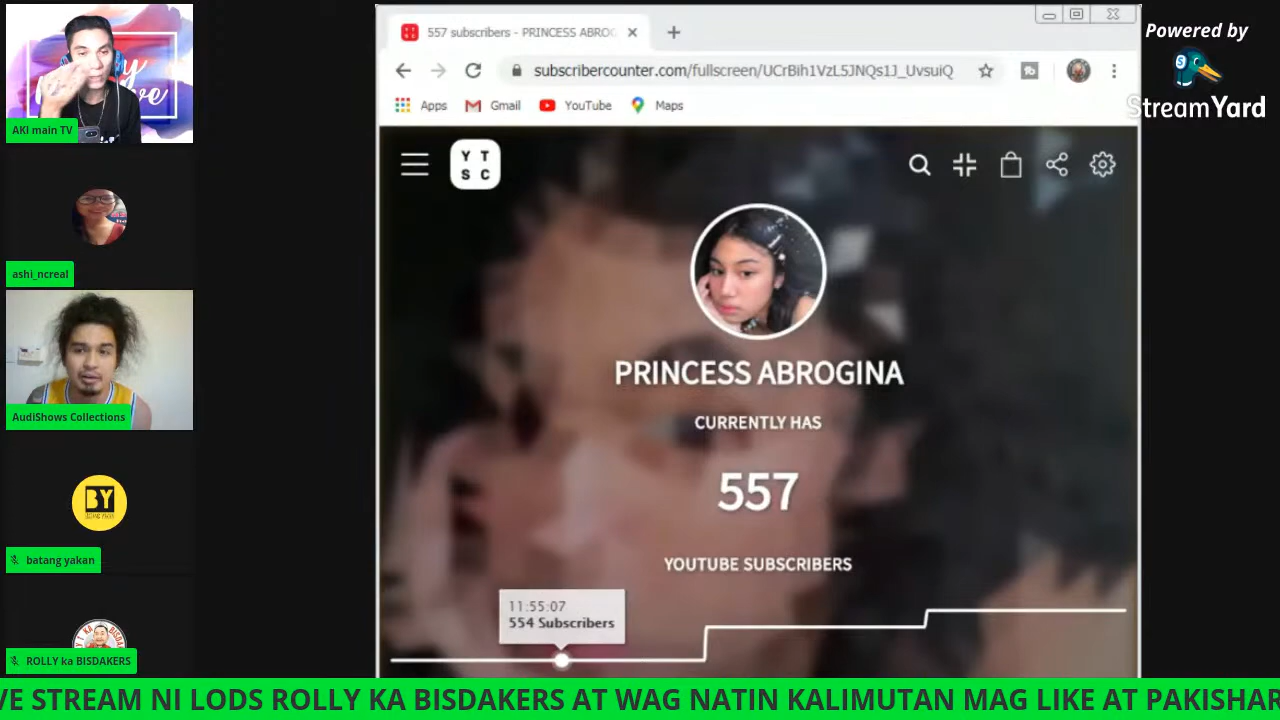 AKI main TV
ashi_ncreal
AudiShows Collections
BY
batang yakan
ROLLY ka BISDAKERS
557 subscribers - PRINCESS ABROG
subscribercounter.com/fullscreen/UCrBih1VzL5JNQs1J_UvsuiQ
Apps
Gmail
YouTube
Maps
Y T
S C
PRINCESS ABROGINA
CURRENTLY HAS
557
YOUTUBE SUBSCRIBERS
11:55:07
554 Subscribers
Powered by
StreamYard
VE STREAM NI LODS ROLLY KA BISDAKERS AT WAG NATIN KALIMUTAN MAG LIKE AT PAKISHAR